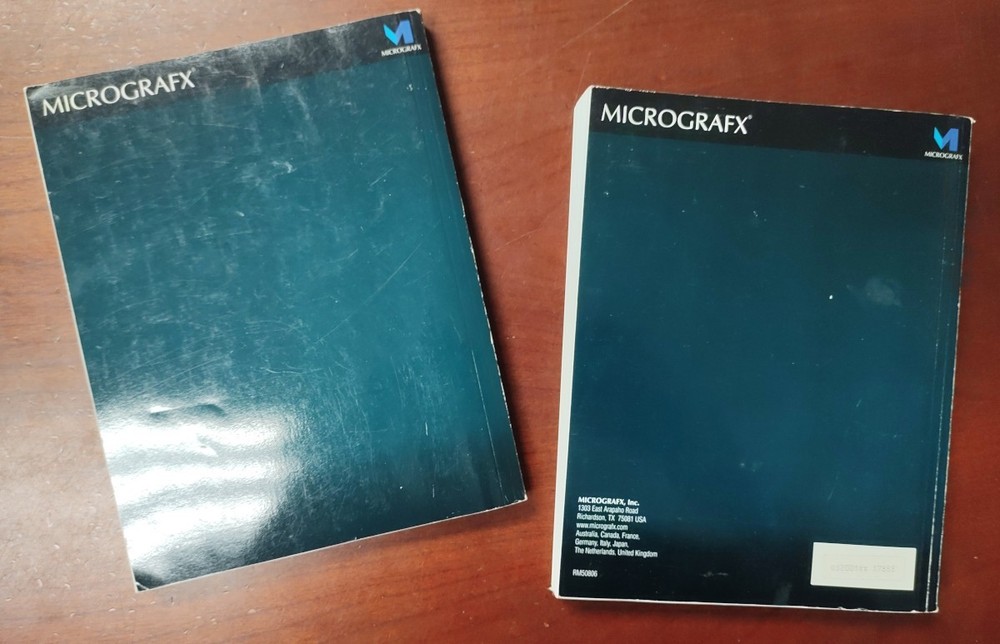 MICROGRAFX
MICROGRAFX
MICROGRAFX®
MICROGRAFX
MICROGRAFX, Inc.
1303 East Arapaho Road
Richardson, TX 75081 USA
www.micrografx.com
Australia, Canada, France,
Germany, Italy, Japan,
The Netherlands, United Kingdom
RM50806